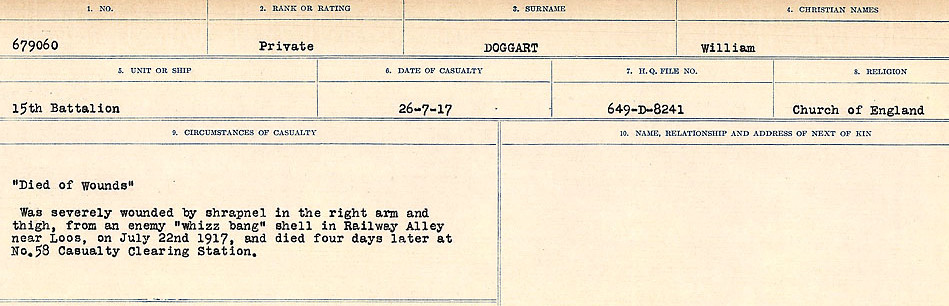 1. NO. 2. RANK OR RATING 3. SURNAME 4. CHRISTIAN NAMES
679060 Private DOGGART William
5. UNIT OR SHIP 6. DATE OF CASUALTY 7. H. Q. FILE NO. 8. RELIGION
15th Battalion 26-7-17 649-D-8241 Church of England
9. CIRCUMSTANCES OF CASUALTY 10. NAME, RELATIONSHIP AND ADDRESS OF NEXT OF KIN
"Died of Wounds"
Was severely wounded by shrapnel in the right arm and
thigh, from an enemy "whizz bang" shell in Railway Alley
near Loos, on July 22nd 1917, and died four days later at
No.58 Casualty Clearing Station.